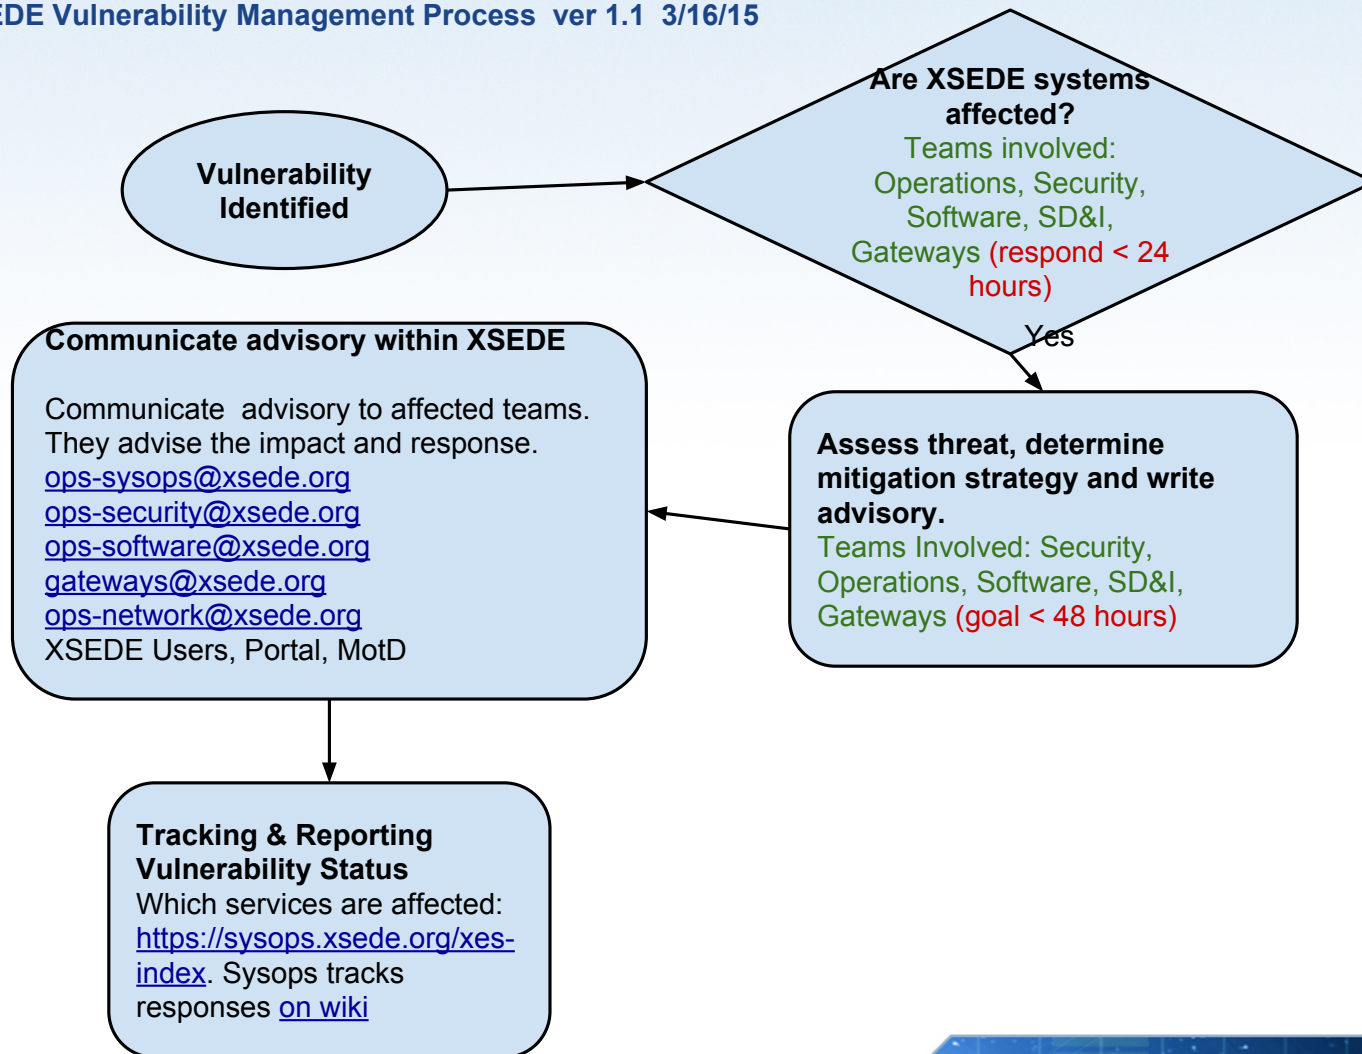 EDE Vulnerability Management Process ver 1.1 3/16/15
Vulnerability
Identified
Are XSEDE systems
affected?
Teams involved:
Operations, Security,
Software, SD&I,
Gateways (respond < 24
hours)
Yes
Assess threat, determine
mitigation strategy and write
advisory.
Teams Involved: Security,
Operations, Software, SD&I,
Gateways (goal < 48 hours)
Communicate advisory within XSEDE
Communicate advisory to affected teams.
They advise the impact and response.
ops-sysops@xsede.org
ops-security@xsede.org
ops-software@xsede.org
gateways@xsede.org
ops-network@xsede.org
XSEDE Users, Portal, MotD
Tracking & Reporting
Vulnerability Status
Which services are affected:
https://sysops.xsede.org/xes-
index. Sysops tracks
responses on wiki